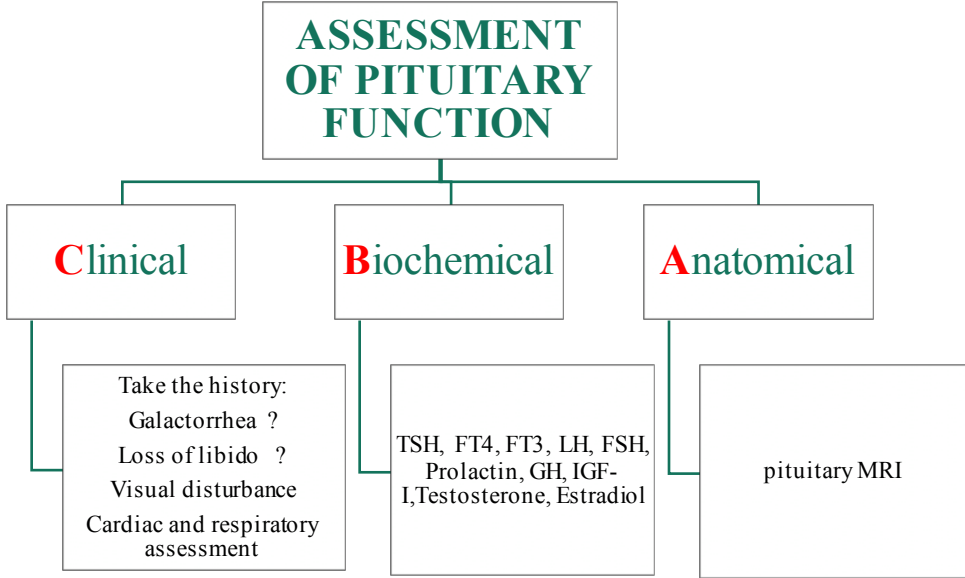 ASSESSMENT
OF PITUITARY
FUNCTION
Clinical
Biochemical
Anatomical
Take the history:
Galactorrhea ?
Loss of libido ?
Visual disturbance
Cardiac and respiratory
assessment
TSH, FT4, FT3, LH, FSH,
Prolactin, GH, IGF-
I,Testosterone, Estradiol
pituitary MRI